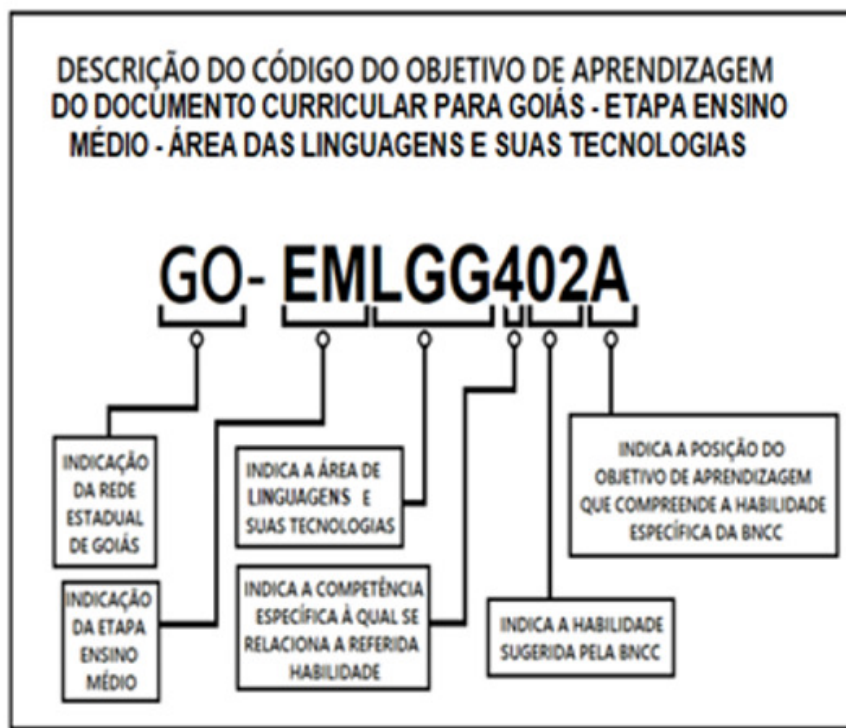 DESCRIÇÃO DO CÓDIGO DO OBJETIVO DE APRENDIZAGEM
DO DOCUMENTO CURRICULAR PARA GOIÁS - ETAPA ENSINO
MÉDIO - ÁREA DAS LINGUAGENS E SUAS TECNOLOGIAS
GO- EMLGG402A
INDICAÇÃO
DA REDE
ESTADUAL
DE GOIÁS
INDICAÇÃO
DA ETAPA
ENSINO
MÉDIO
INDICA A ÁREA DE
LINGUAGENS E
SUAS TECNOLOGIAS
INDICA A COMPETÊNCIA
ESPECÍFICA À QUAL SE
RELACIONA A REFERIDA
HABILIDADE
INDICA A HABILIDADE
SUGERIDA PELA BNCC
INDICA A POSIÇÃO DO
OBJETIVO DE APRENDIZAGEM
QUE COMPREENDE A HABILIDADE
ESPECÍFICA DA BNCC